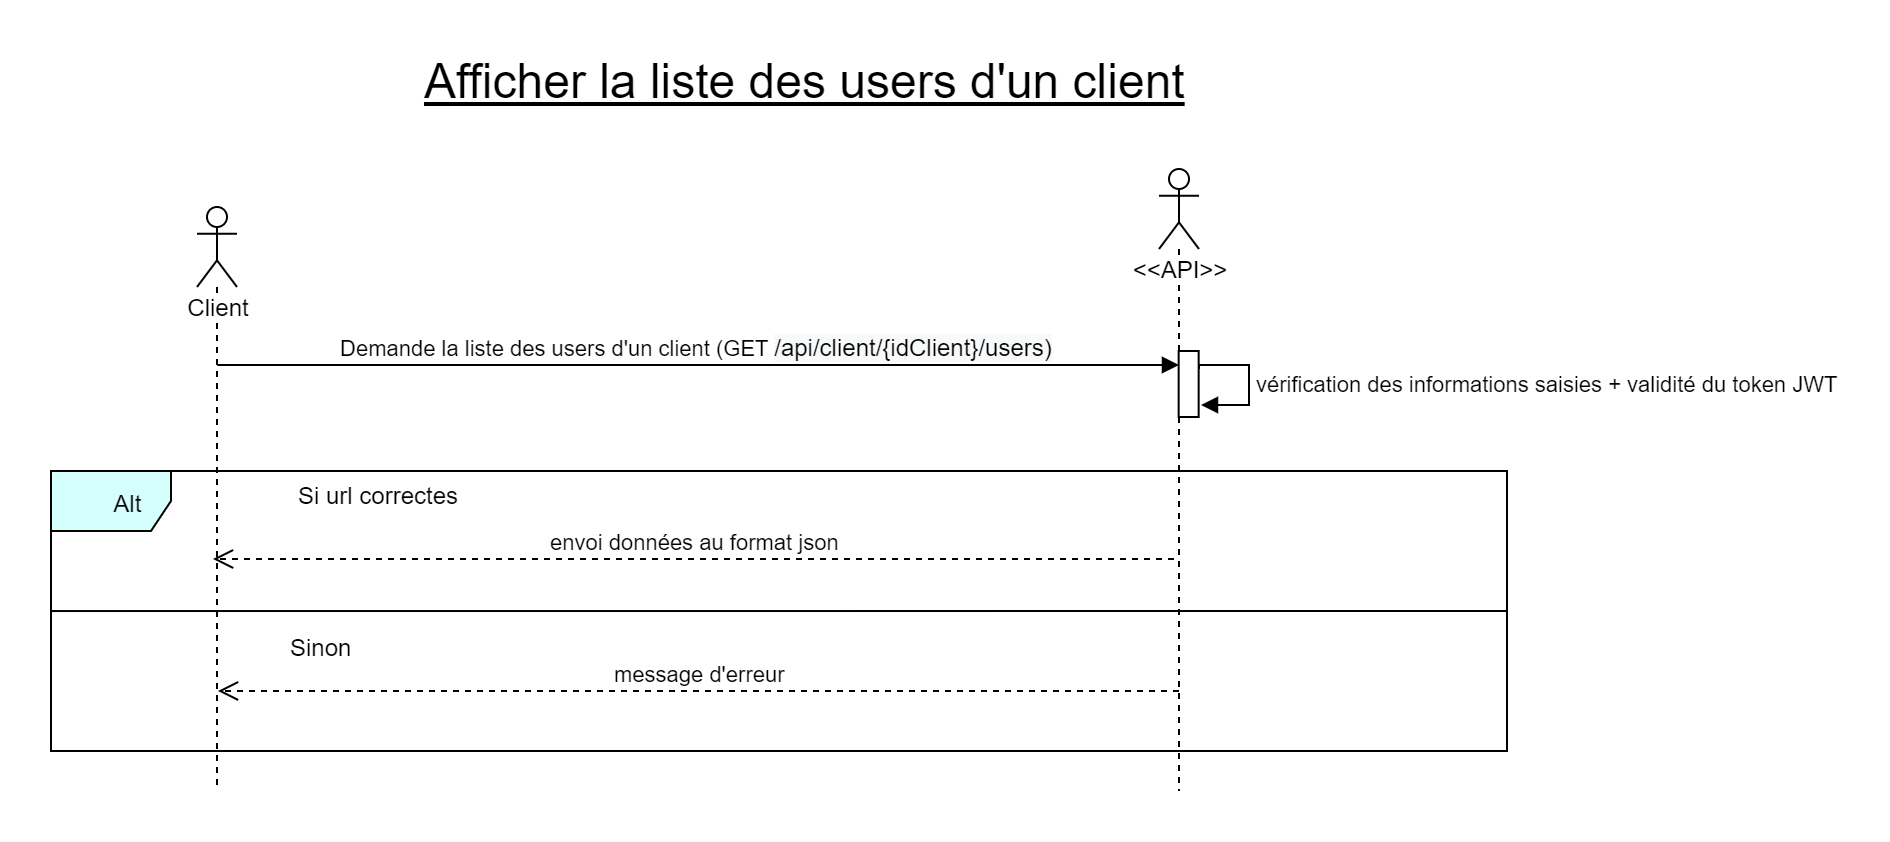 Afficher la liste des users d'un client
<<API>>
Client
Demande la liste des users d'un client (GET /api/client/{idClient}/users)
vérification des informations saisies + validité du token JWT
Alt
Si url correctes
envoi données au format json
Sinon
message d'erreur